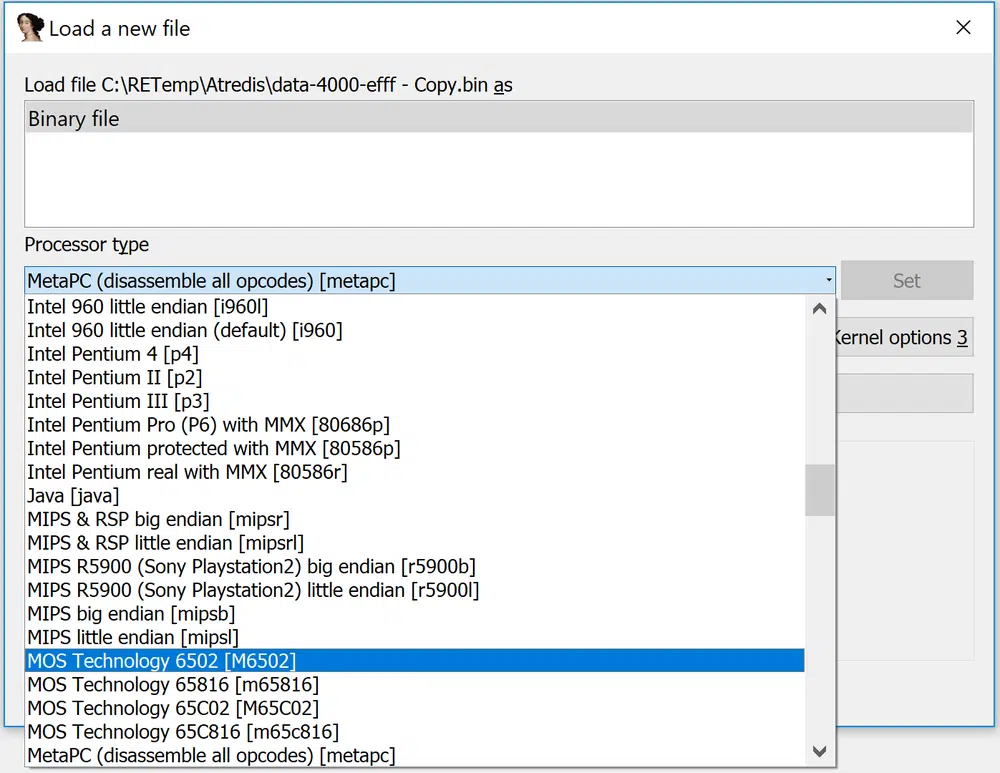 Load a new file
Load file C:\RETemp\Atredis\data-4000-efff - Copy.bin as
Binary file
Processor type
MetaPC (disassemble all opcodes) [metapc]
Set
Intel 960 little endian [i960l]
Intel 960 little endian (default) [i960]
Kernel options 3
Intel Pentium 4 [p4]
Intel Pentium II [p2]
Intel Pentium III [p3]
Intel Pentium Pro (P6) with MMX [80686p]
Intel Pentium protected with MMX [80586p]
Intel Pentium real with MMX [80586r]
Java [java]
MIPS & RSP big endian [mipsr]
MIPS & RSP little endian [mipsrl]
MIPS R5900 (Sony Playstation2) big endian [r5900b]
MIPS R5900 (Sony Playstation2) little endian [r5900l]
MIPS big endian [mipsb]
MIPS little endian [mipsl]
MOS Technology 6502 [M6502]
MOS Technology 65816 [m65816]
MOS Technology 65C02 [M65C02]
MOS Technology 65C816 [m65c816]
MetaPC (disassemble all opcodes) [metapc]